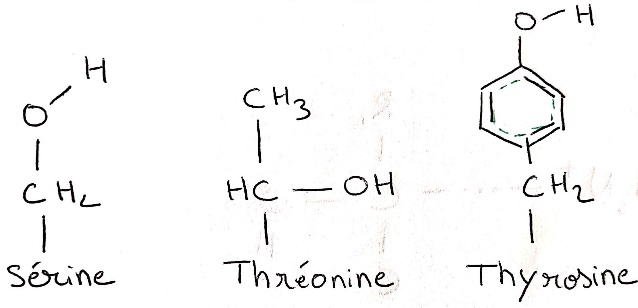 H
O
CH2
Sérine
CH3
HC — OH
Thréonine
O — H
CH2
Thyrosine